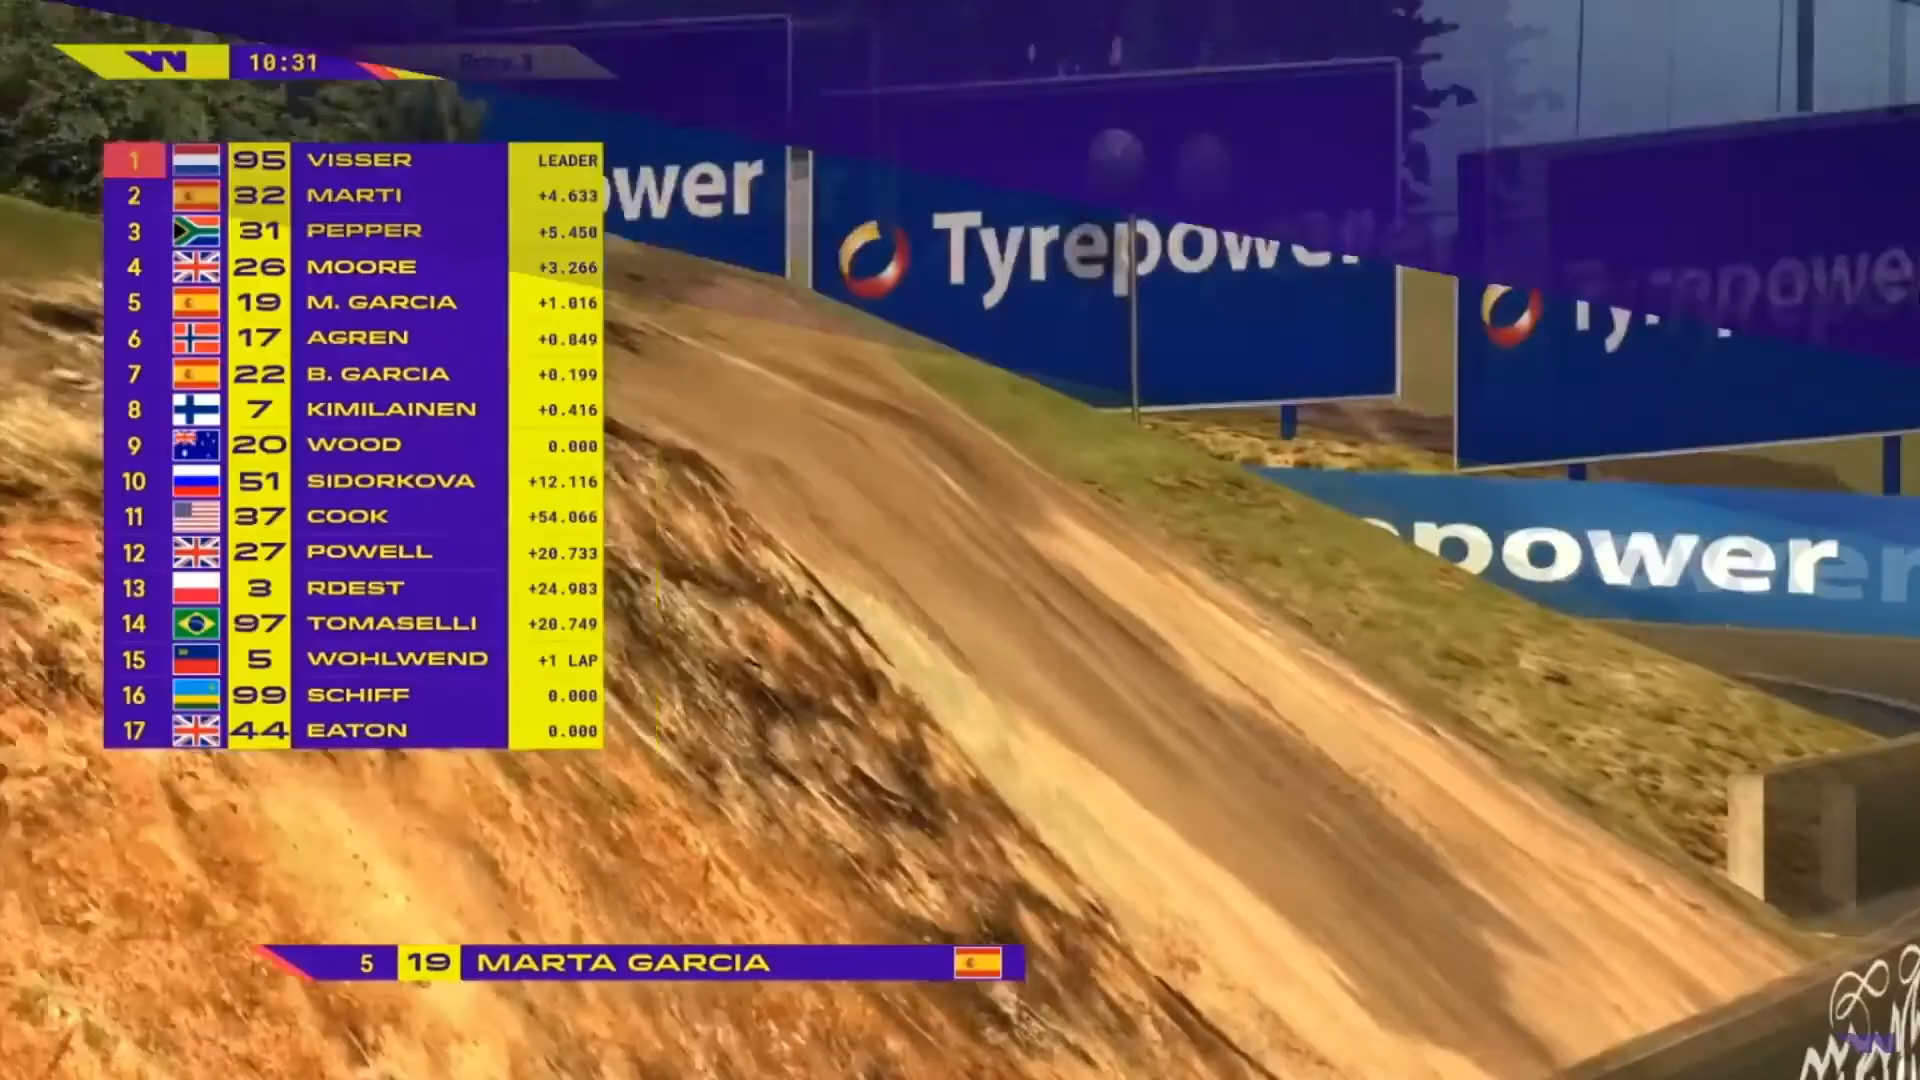 10:31
1 95 VISSER LEADER
2 32 MARTI +4.633
3 31 PEPPER +5.450
4 26 MOORE +3.266
5 19 M. GARCIA +1.016
6 17 AGREN +0.849
7 22 B. GARCIA +0.199
8 7 KIMILAINEN +0.416
9 20 WOOD 0.000
10 51 SIDORKOVA +12.116
11 37 COOK +54.066
12 27 POWELL +20.733
13 3 RDEST +24.983
14 97 TOMASELLI +20.749
15 5 WOHLWEND +1 LAP
16 99 SCHIFF 0.000
17 44 EATON 0.000
ower
Tyrepower
Tyrepowe
epower
5 19 MARTA GARCIA